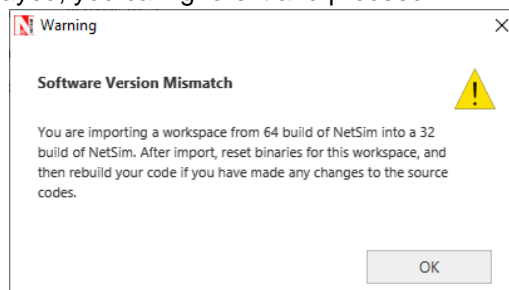 Warning
Software Version Mismatch
You are importing a workspace from 64 build of NetSim into a 32
build of NetSim. After import, reset binaries for this workspace, and
then rebuild your code if you have made any changes to the source
codes.
OK